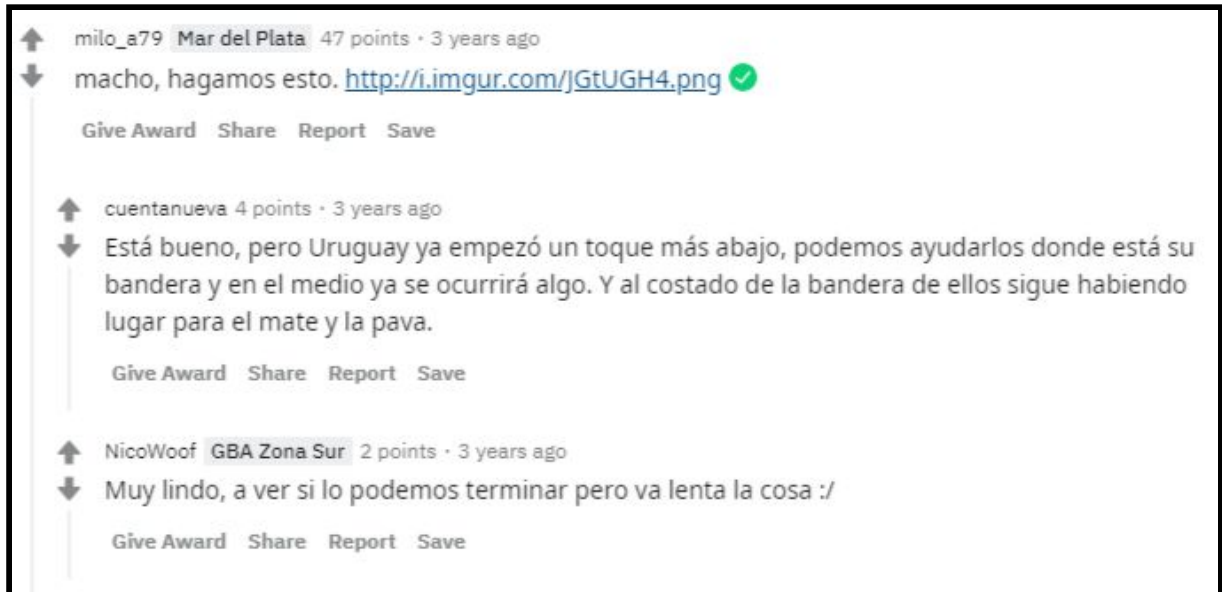 milo_a79 Mar del Plata 47 points · 3 years ago
macho, hagamos esto. http://i.imgur.com/JGtUGH4.png
Give Award Share Report Save
cuentanueva 4 points · 3 years ago
Está bueno, pero Uruguay ya empezó un toque más abajo, podemos ayudarlos donde está su
bandera y en el medio ya se ocurrirá algo. Y al costado de la bandera de ellos sigue habiendo
lugar para el mate y la pava.
Give Award Share Report Save
NicoWoof GBA Zona Sur 2 points · 3 years ago
Muy lindo, a ver si lo podemos terminar pero va lenta la cosa :/
Give Award Share Report Save